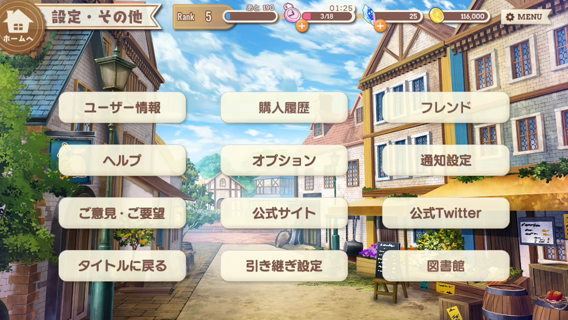 設定・その他
ホームへ
Rank 5
あと 190
01:25
3/10
25
116,000
MENU
ユーザー情報
購入履歴
フレンド
ヘルプ
オプション
通知設定
ご意見・ご要望
公式サイト
公式Twitter
タイトルに戻る
引き継ぎ設定
図書館